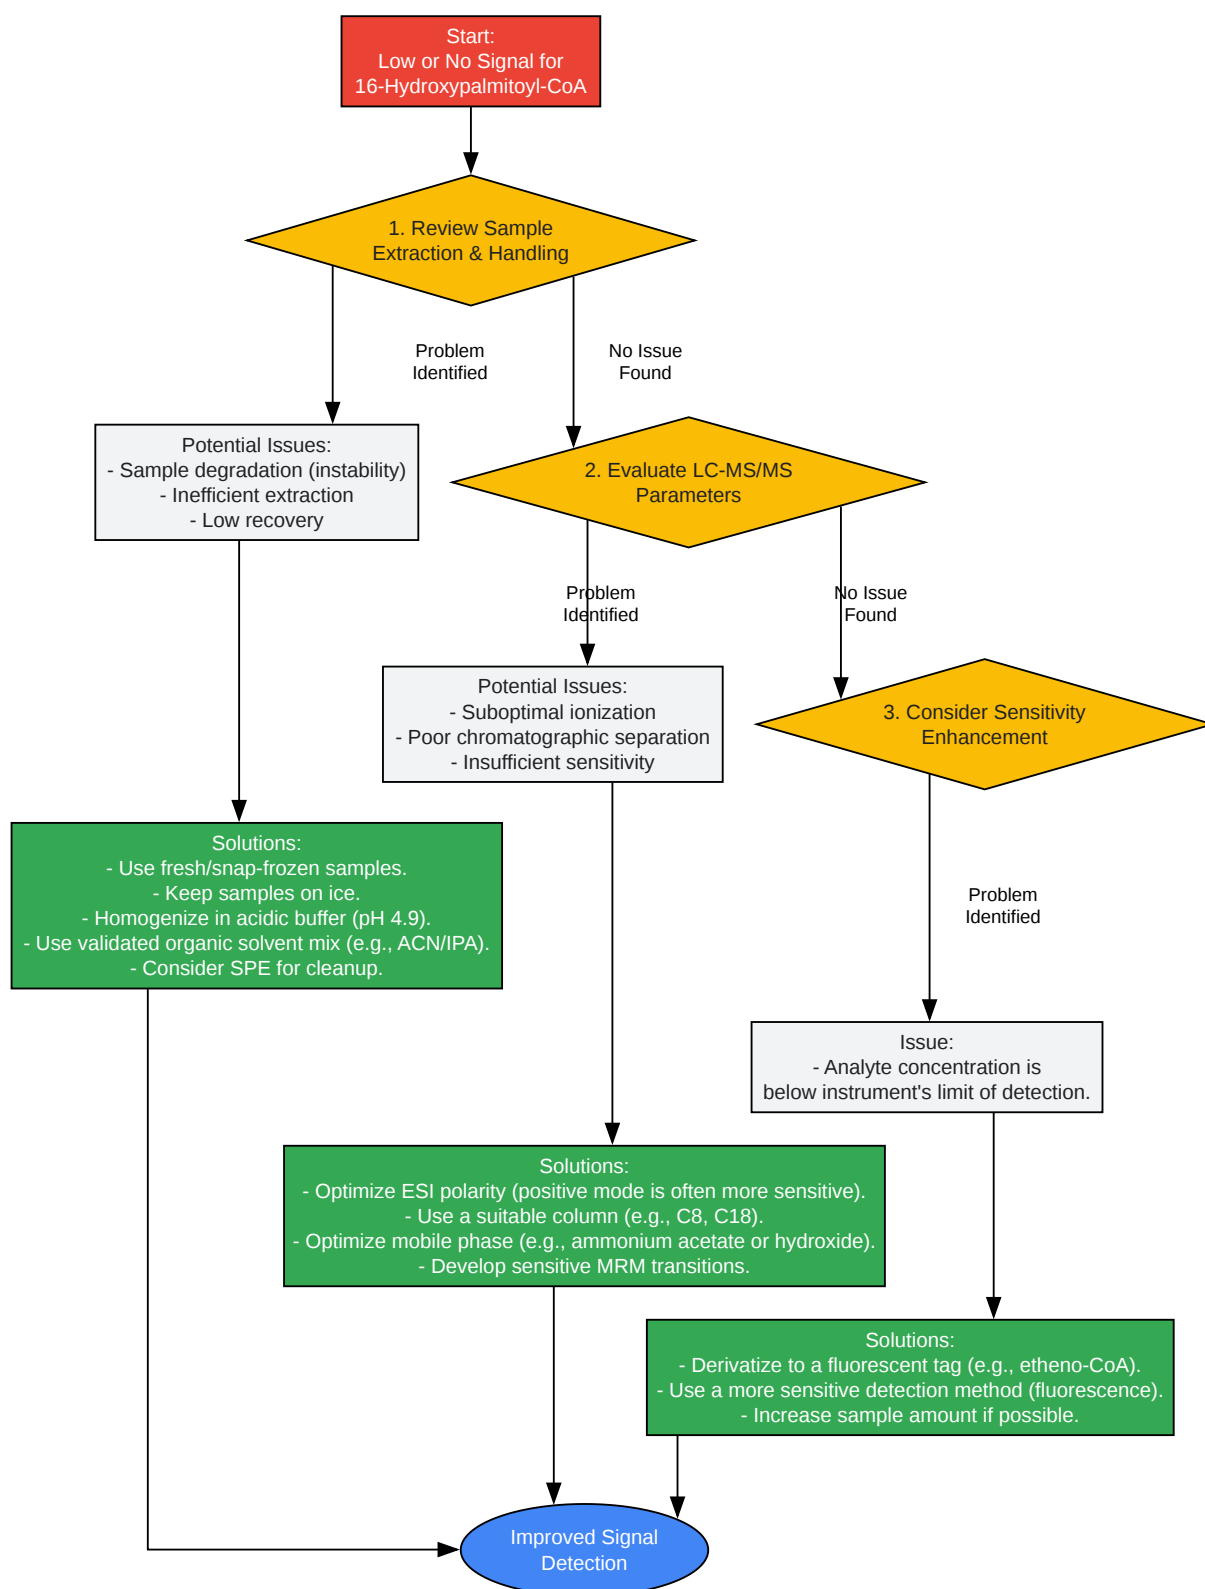 Start:
Low or No Signal for
16-Hydroxypalmitoyl-CoA
1. Review Sample
Extraction & Handling
Problem
Identified
No Issue
Found
Potential Issues:
- Sample degradation (instability)
- Inefficient extraction
- Low recovery
2. Evaluate LC-MS/MS
Parameters
Problem
Identified
No Issue
Found
Potential Issues:
- Suboptimal ionization
- Poor chromatographic separation
- Insufficient sensitivity
3. Consider Sensitivity
Enhancement
Solutions:
- Use fresh/snap-frozen samples.
- Keep samples on ice.
- Homogenize in acidic buffer (pH 4.9).
- Use validated organic solvent mix (e.g., ACN/IPA).
- Consider SPE for cleanup.
Problem
Identified
Issue:
- Analyte concentration is
below instrument's limit of detection.
Solutions:
- Optimize ESI polarity (positive mode is often more sensitive).
- Use a suitable column (e.g., C8, C18).
- Optimize mobile phase (e.g., ammonium acetate or hydroxide).
- Develop sensitive MRM transitions.
Solutions:
- Derivatize to a fluorescent tag (e.g., etheno-CoA).
- Use a more sensitive detection method (fluorescence).
- Increase sample amount if possible.
Improved Signal
Detection